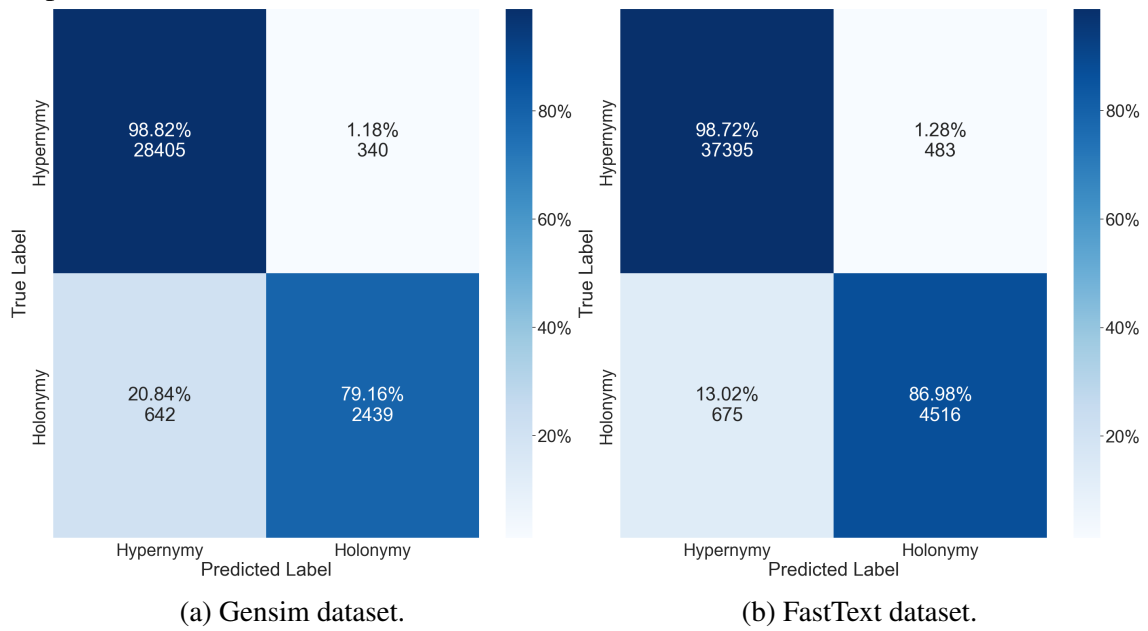 98.82%
28405
1.18%
340
20.84%
642
79.16%
2439
Hypernymy
Holonymy
True Label
Hypernymy
Holonymy
Predicted Label
80%
60%
40%
20%
(a) Gensim dataset.
98.72%
37395
1.28%
483
13.02%
675
86.98%
4516
Hypernymy
Holonymy
True Label
Hypernymy
Holonymy
Predicted Label
80%
60%
40%
20%
(b) FastText dataset.